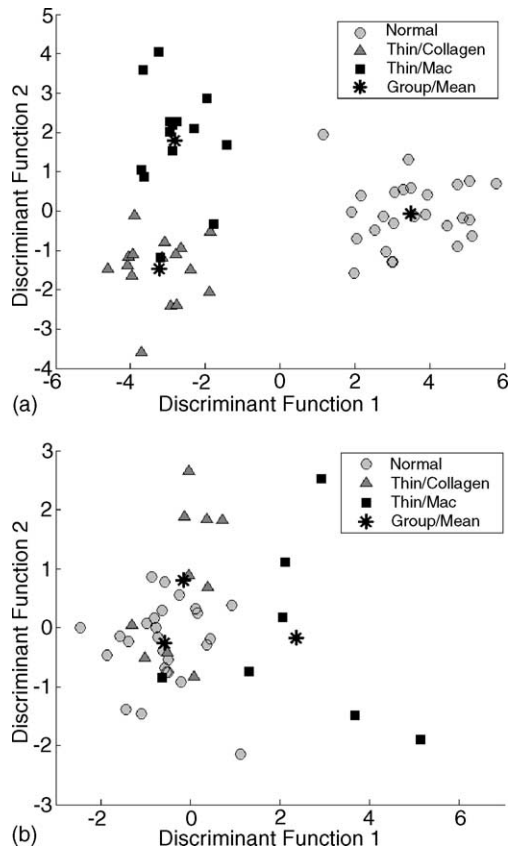 5
4
3
2
1
0
-1
-2
-3
-4
Discriminant Function 2
Normal
Thin/Collagen
Thin/Mac
Group/Mean
-6 -4 -2 0 2 4 6
Discriminant Function 1
(a)
3
2
1
0
-1
-2
-3
Discriminant Function 2
Normal
Thin/Collagen
Thin/Mac
Group/Mean
-2 0 2 4 6
Discriminant Function 1
(b)